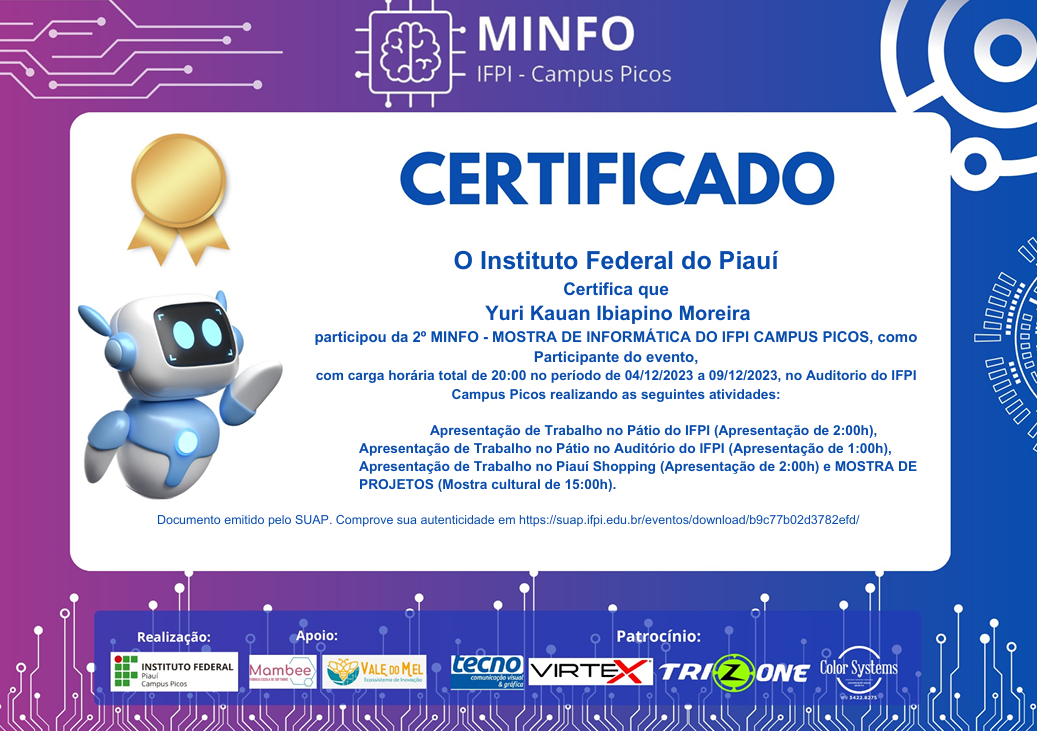 MINFO
IFPI - Campus Picos
CERTIFICADO
O Instituto Federal do Piauí
Certifica que
Yuri Kauan Ibiapino Moreira
participou da 2º MINFO - MOSTRA DE INFORMÁTICA DO IFPI CAMPUS PICOS, como
Participante do evento,
com carga horária total de 20:00 no período de 04/12/2023 a 09/12/2023, no Auditorio do IFPI
Campus Picos realizando as seguintes atividades:
Apresentação de Trabalho no Pátio do IFPI (Apresentação de 2:00h),
Apresentação de Trabalho no Pátio no Auditório do IFPI (Apresentação de 1:00h),
Apresentação de Trabalho no Piauí Shopping (Apresentação de 2:00h) e MOSTRA DE
PROJETOS (Mostra cultural de 15:00h).
Documento emitido pelo SUAP. Comprove sua autenticidade em https://suap.ifpi.edu.br/eventos/download/b9c77b02d3782efd/
Realização:
Apoio:
Patrocínio:
INSTITUTO FEDERAL
Piauí
Campus Picos
Mambee
VALE DO MEL
Ecossistema de Inovação
tecno
comunicação visual
& gráfica
VIRTEX
TRIZONE
Color Systems
3422.8275